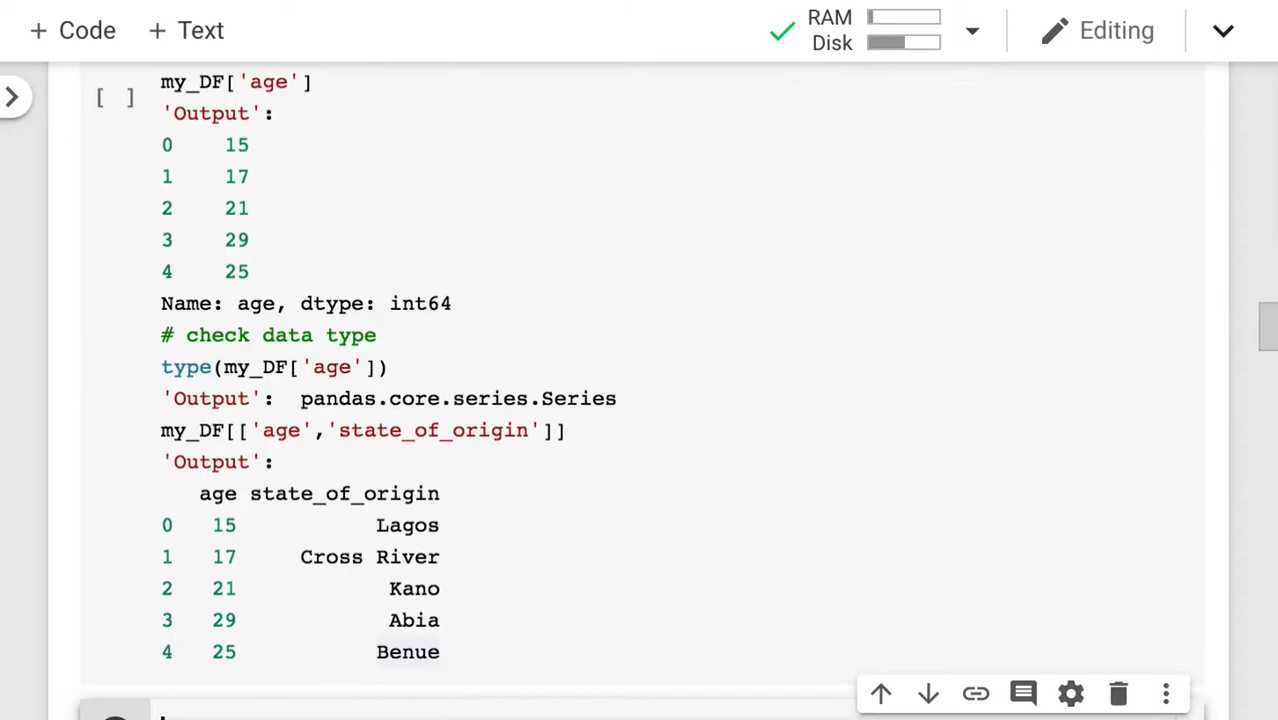 + Code + Text RAM Disk Editing
my_DF['age']
[ ]
'Output':
0 15
1 17
2 21
3 29
4 25
Name: age, dtype: int64
# check data type
type(my_DF['age'])
'Output': pandas.core.series.Series
my_DF[['age','state_of_origin']]
'Output':
age state_of_origin
0 15 Lagos
1 17 Cross River
2 21 Kano
3 29 Abia
4 25 Benue